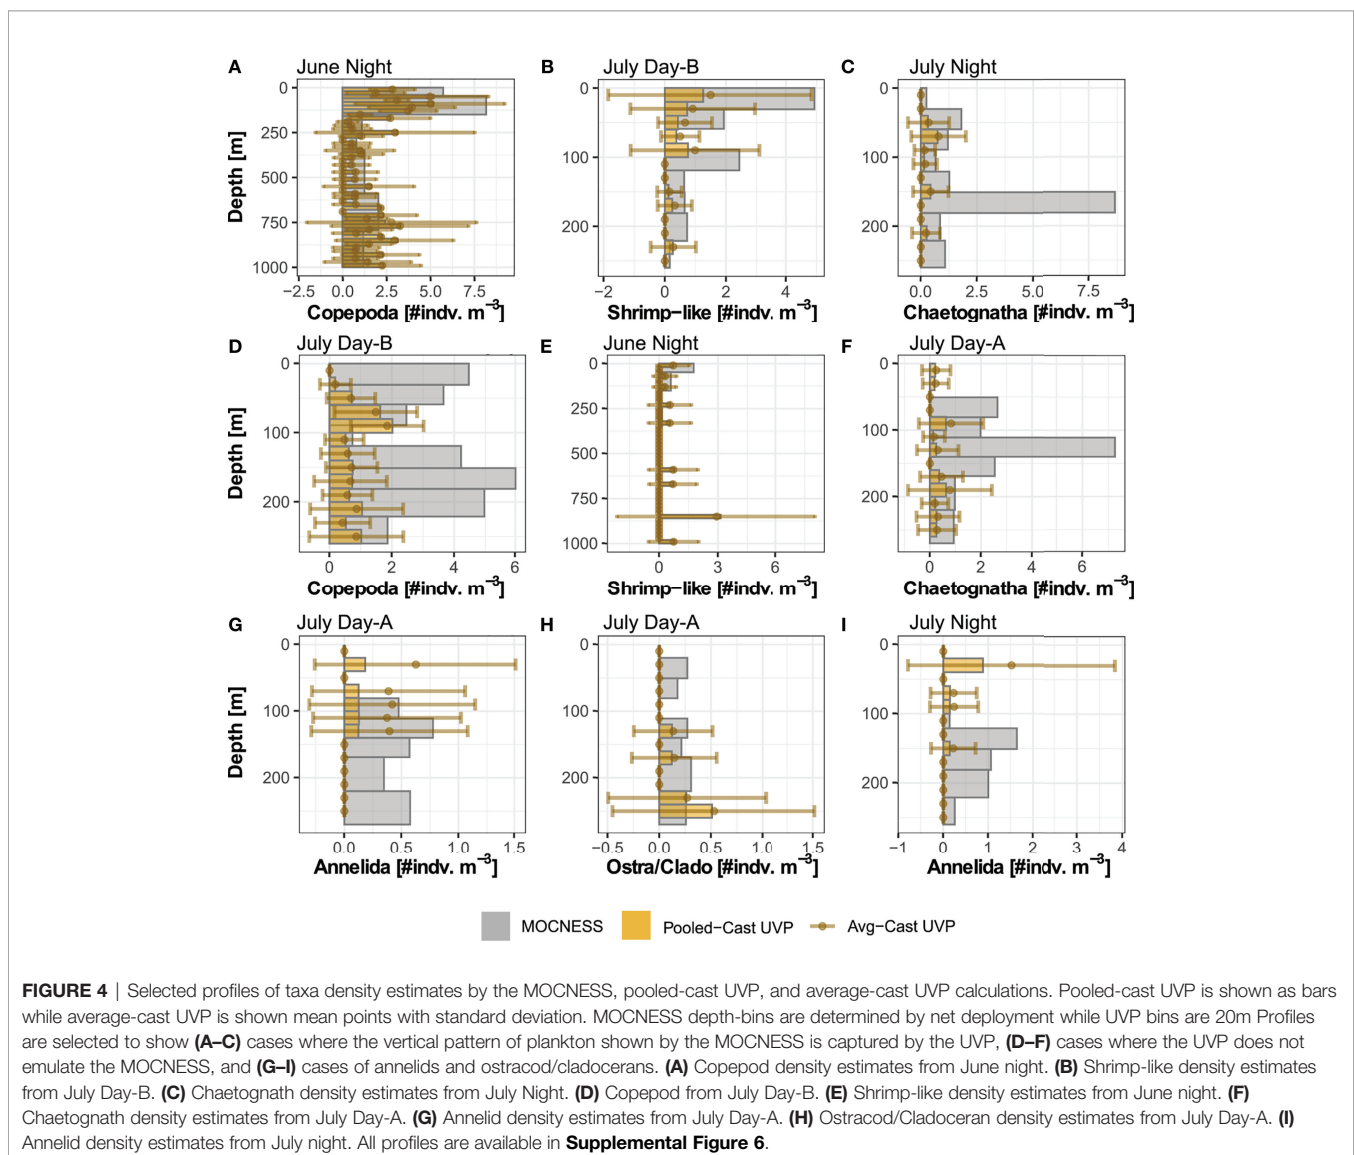 A June Night
B July Day-B
C July Night
0
250
500
750
1000
Depth [m]
−2.5 0.0 2.5 5.0 7.5
Copepoda [#indv. m−3]
0
100
200
−2 0 2 4
Shrimp−like [#indv. m−3]
0
100
200
0.0 2.5 5.0 7.5
Chaetognatha [#indv. m−3]
D July Day-B
E June Night
F July Day-A
0
100
200
Depth [m]
0 2 4 6
Copepoda [#indv. m−3]
0
250
500
750
1000
0 3 6
Shrimp−like [#indv. m−3]
0
100
200
0 2 4 6
Chaetognatha [#indv. m−3]
G July Day-A
H July Day-A
I July Night
0
100
200
Depth [m]
0.0 0.5 1.0 1.5
Annelida [#indv. m−3]
0
100
200
−0.5 0.0 0.5 1.0 1.5
Ostra/Clado [#indv. m−3]
0
100
200
−1 0 1 2 3 4
Annelida [#indv. m−3]
MOCNESS Pooled−Cast UVP Avg−Cast UVP
FIGURE 4 | Selected profiles of taxa density estimates by the MOCNESS, pooled-cast UVP, and average-cast UVP calculations. Pooled-cast UVP is shown as bars
while average-cast UVP is shown mean points with standard deviation. MOCNESS depth-bins are determined by net deployment while UVP bins are 20m Profiles
are selected to show (A–C) cases where the vertical pattern of plankton shown by the MOCNESS is captured by the UVP, (D–F) cases where the UVP does not
emulate the MOCNESS, and (G–I) cases of annelids and ostracod/cladocerans. (A) Copepod density estimates from June night. (B) Shrimp-like density estimates
from July Day-B. (C) Chaetognath density estimates from July Night. (D) Copepod from July Day-B. (E) Shrimp-like density estimates from June night. (F)
Chaetognath density estimates from July Day-A. (G) Annelid density estimates from July Day-A. (H) Ostracod/Cladoceran density estimates from July Day-A. (I)
Annelid density estimates from July night. All profiles are available in Supplemental Figure 6.